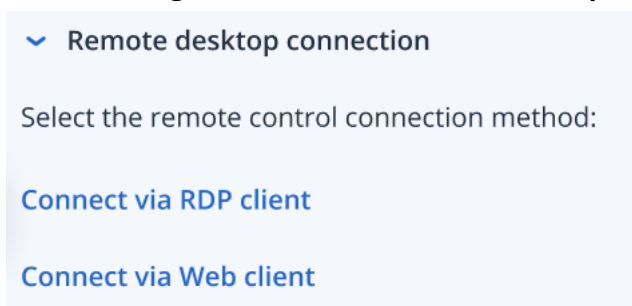 Remote desktop connection
Select the remote control connection method:
Connect via RDP client
Connect via Web client